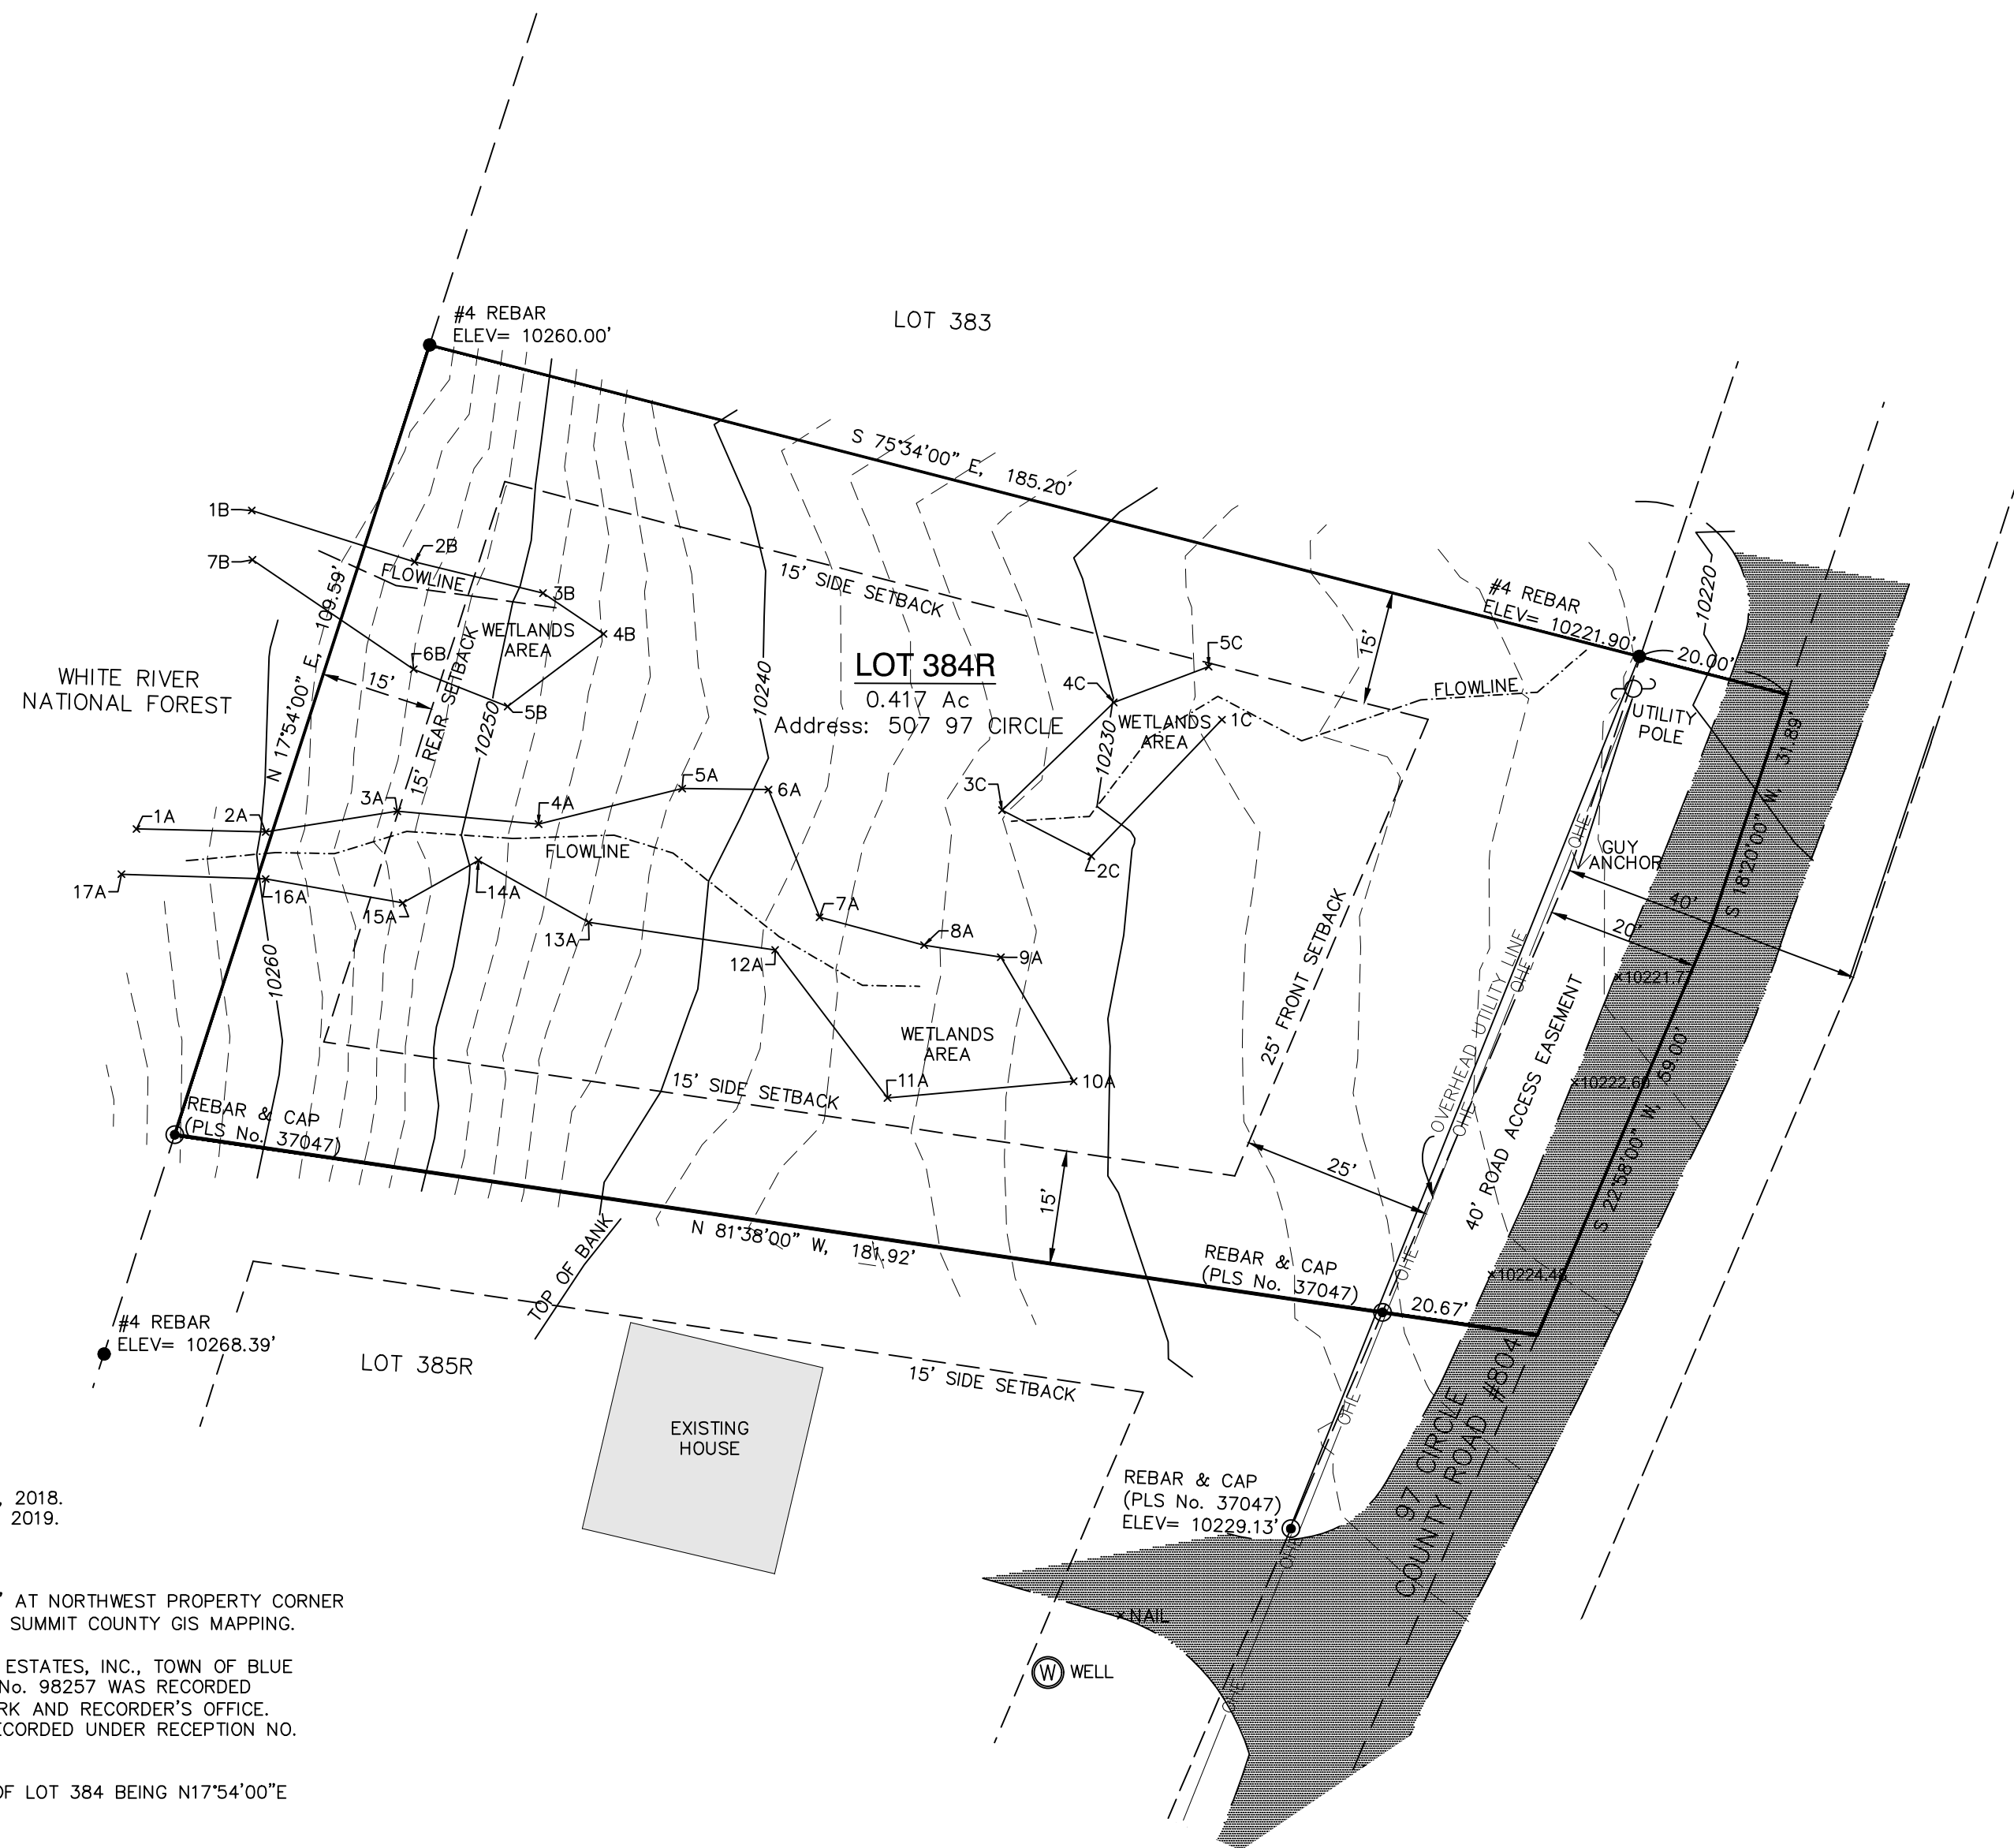 #4 REBAR
ELEV= 10260.00'
LOT 383
S 75°34'00" E, 185.20'
1B
7B
2B
FLOWLINE
3B
4B
WETLANDS
AREA
6B
5B
N 17°54'00" E, 109.59'
15'
15' REAR SETBACK
15' SIDE SETBACK
WHITE RIVER
NATIONAL FOREST
10250
10240
LOT 384R
0.417 Ac
Address: 507 97 CIRCLE
5C
4C
WETLANDS
AREA
1C
10230
3C
2C
15'
FLOWLINE
#4 REBAR
ELEV= 10221.90'
20.00'
10220
UTILITY
POLE
31.89'
S 18°20'00" W,
GUY
ANCHOR
OHE
40'
20'
1A
2A
3A
4A
5A
6A
FLOWLINE
17A
16A
15A
14A
13A
12A
7A
8A
9A
10260
WETLANDS
AREA
11A
10A
25' FRONT SETBACK
OVERHEAD UTILITY LINE
OHE
OHE
40' ROAD ACCESS EASEMENT
10221.7
10222.6
S 22°58'00" W, 59.00'
15' SIDE SETBACK
REBAR & CAP
(PLS No. 37047)
25'
15'
N 81°38'00" W, 181.92'
TOP OF BANK
REBAR & CAP
(PLS No. 37047)
20.67'
10224.4
OHE
#4 REBAR
ELEV= 10268.39'
LOT 385R
15' SIDE SETBACK
EXISTING
HOUSE
OHE
97 CIRCLE
COUNTY ROAD #804
REBAR & CAP
(PLS No. 37047)
ELEV= 10229.13'
OHE
NAIL
W WELL
OHE
, 2018.
2019.
' AT NORTHWEST PROPERTY CORNER
SUMMIT COUNTY GIS MAPPING.
ESTATES, INC., TOWN OF BLUE
No. 98257 WAS RECORDED
RK AND RECORDER'S OFFICE.
ECORDED UNDER RECEPTION NO.
OF LOT 384 BEING N17°54'00"E